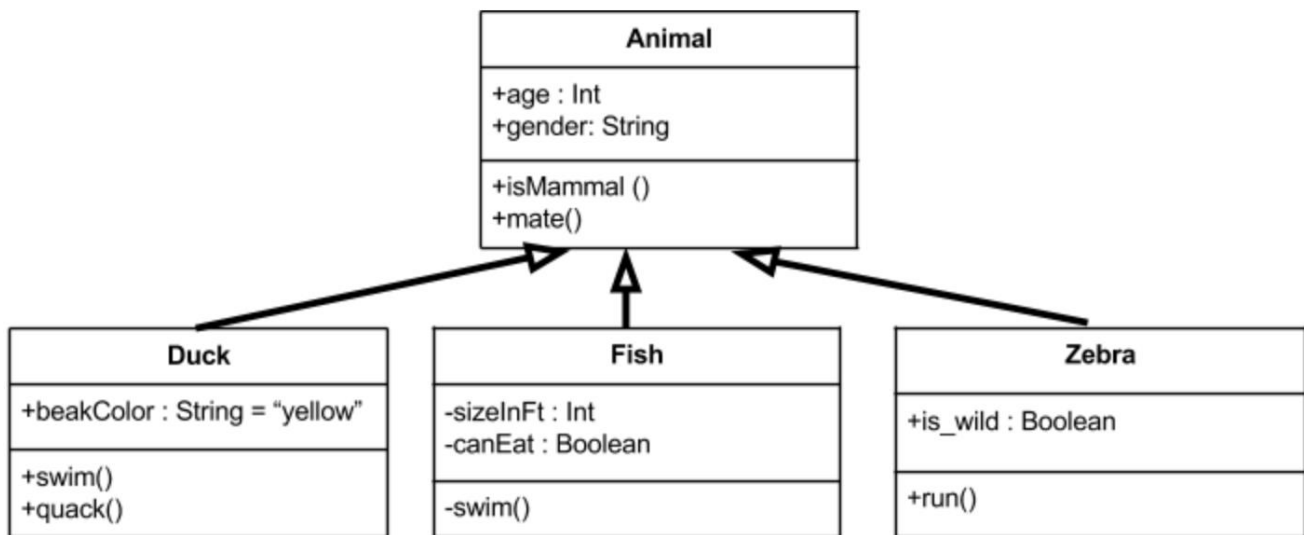 Animal
+age : Int
+gender: String
+isMammal ()
+mate()
Duck
+beakColor : String = “yellow”
+swim()
+quack()
Fish
-sizeInFt : Int
-canEat : Boolean
-swim()
Zebra
+is_wild : Boolean
+run()